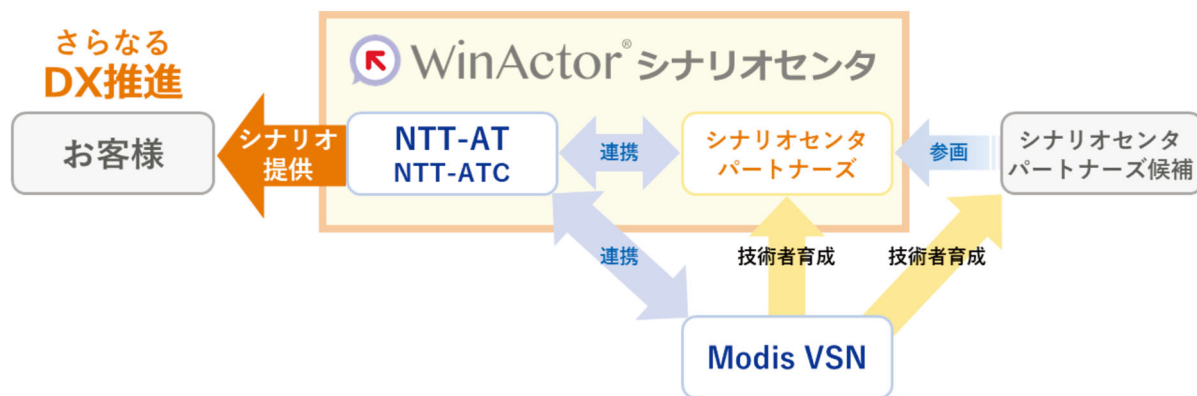 さらなる
DX推進
お客様
シナリオ
提供
WinActor® シナリオセンタ
NTT-AT
NTT-ATC
連携
シナリオセンタ
パートナーズ
参画
シナリオセンタ
パートナーズ候補
連携
技術者育成
技術者育成
Modis VSN